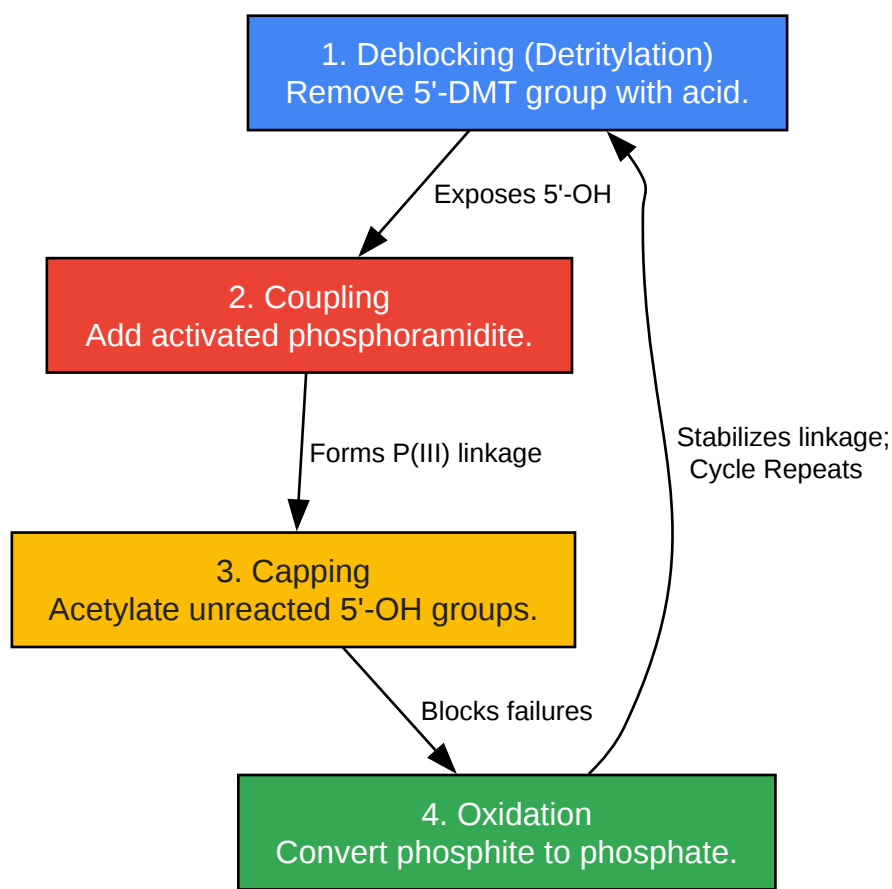 1. Deblocking (Detritylation)
Remove 5'-DMT group with acid.
Exposes 5'-OH
2. Coupling
Add activated phosphoramidite.
Forms P(III) linkage
Stabilizes linkage;
Cycle Repeats
3. Capping
Acetylate unreacted 5'-OH groups.
Blocks failures
4. Oxidation
Convert phosphite to phosphate.